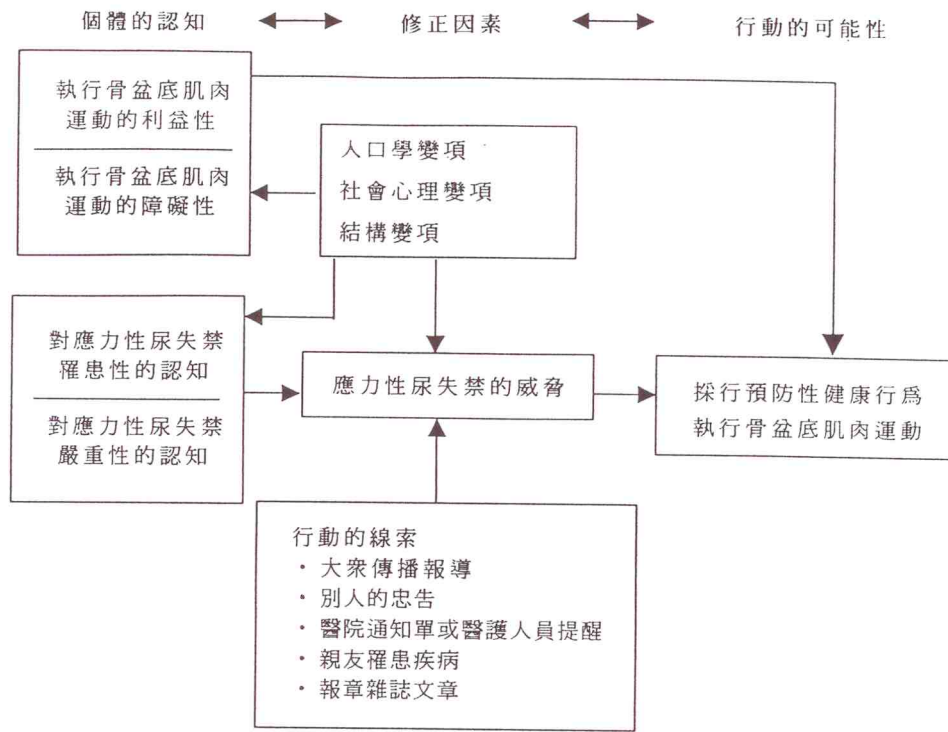 個體的認知
修正因素
行動的可能性
執行骨盆底肌肉
運動的利益性
執行骨盆底肌肉
運動的障礙性
人口學變項
社會心理變項
結構變項
對應力性尿失禁
罹患性的認知
對應力性尿失禁
嚴重性的認知
應力性尿失禁的威脅
採行預防性健康行爲
執行骨盆底肌肉運動
行動的線索
・大衆傳播報導
・別人的忠告
・醫院通知單或醫護人員提醒
・親友罹患疾病
・報章雜誌文章